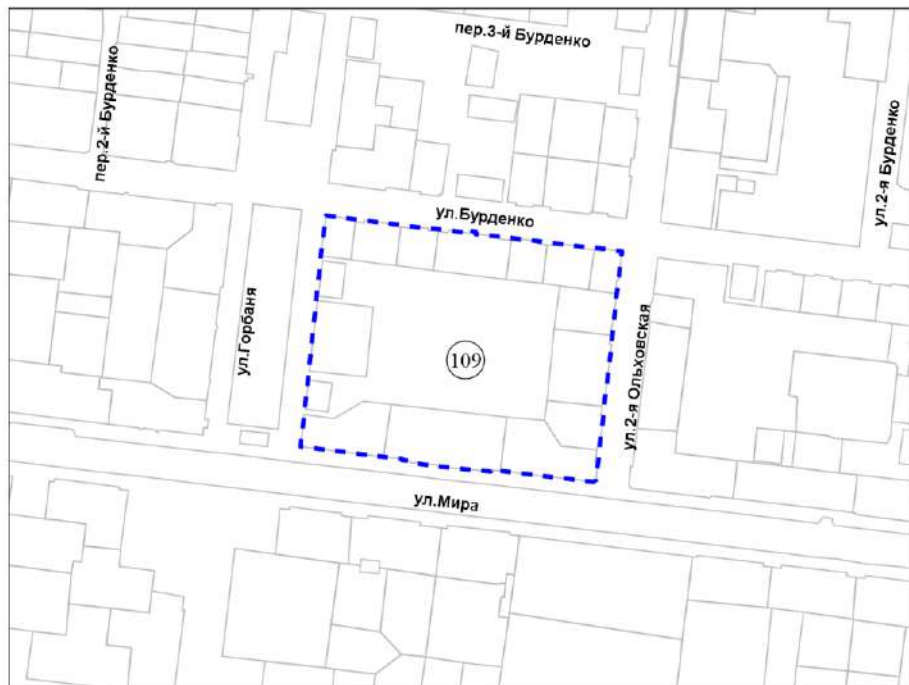 пер.3-й Бурденко
пер.2-й Бурденко
ул.2-я Бурденко
ул.Бурденко
ул.Горбаня
109
ул.2-я Ольховская
ул.Мира